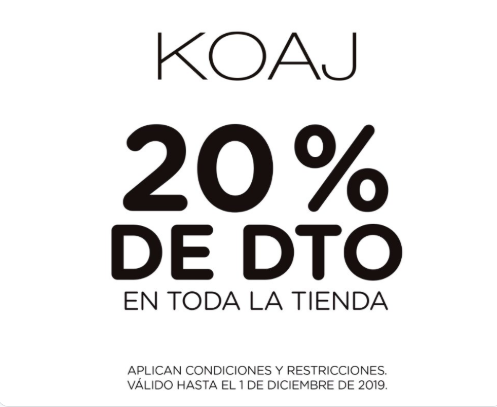 KOAJ
20%
DE DTO
EN TODA LA TIENDA
APLICAN CONDICIONES Y RESTRICCIONES.
VÁLIDO HASTA EL 1 DE DICIEMBRE DE 2019.